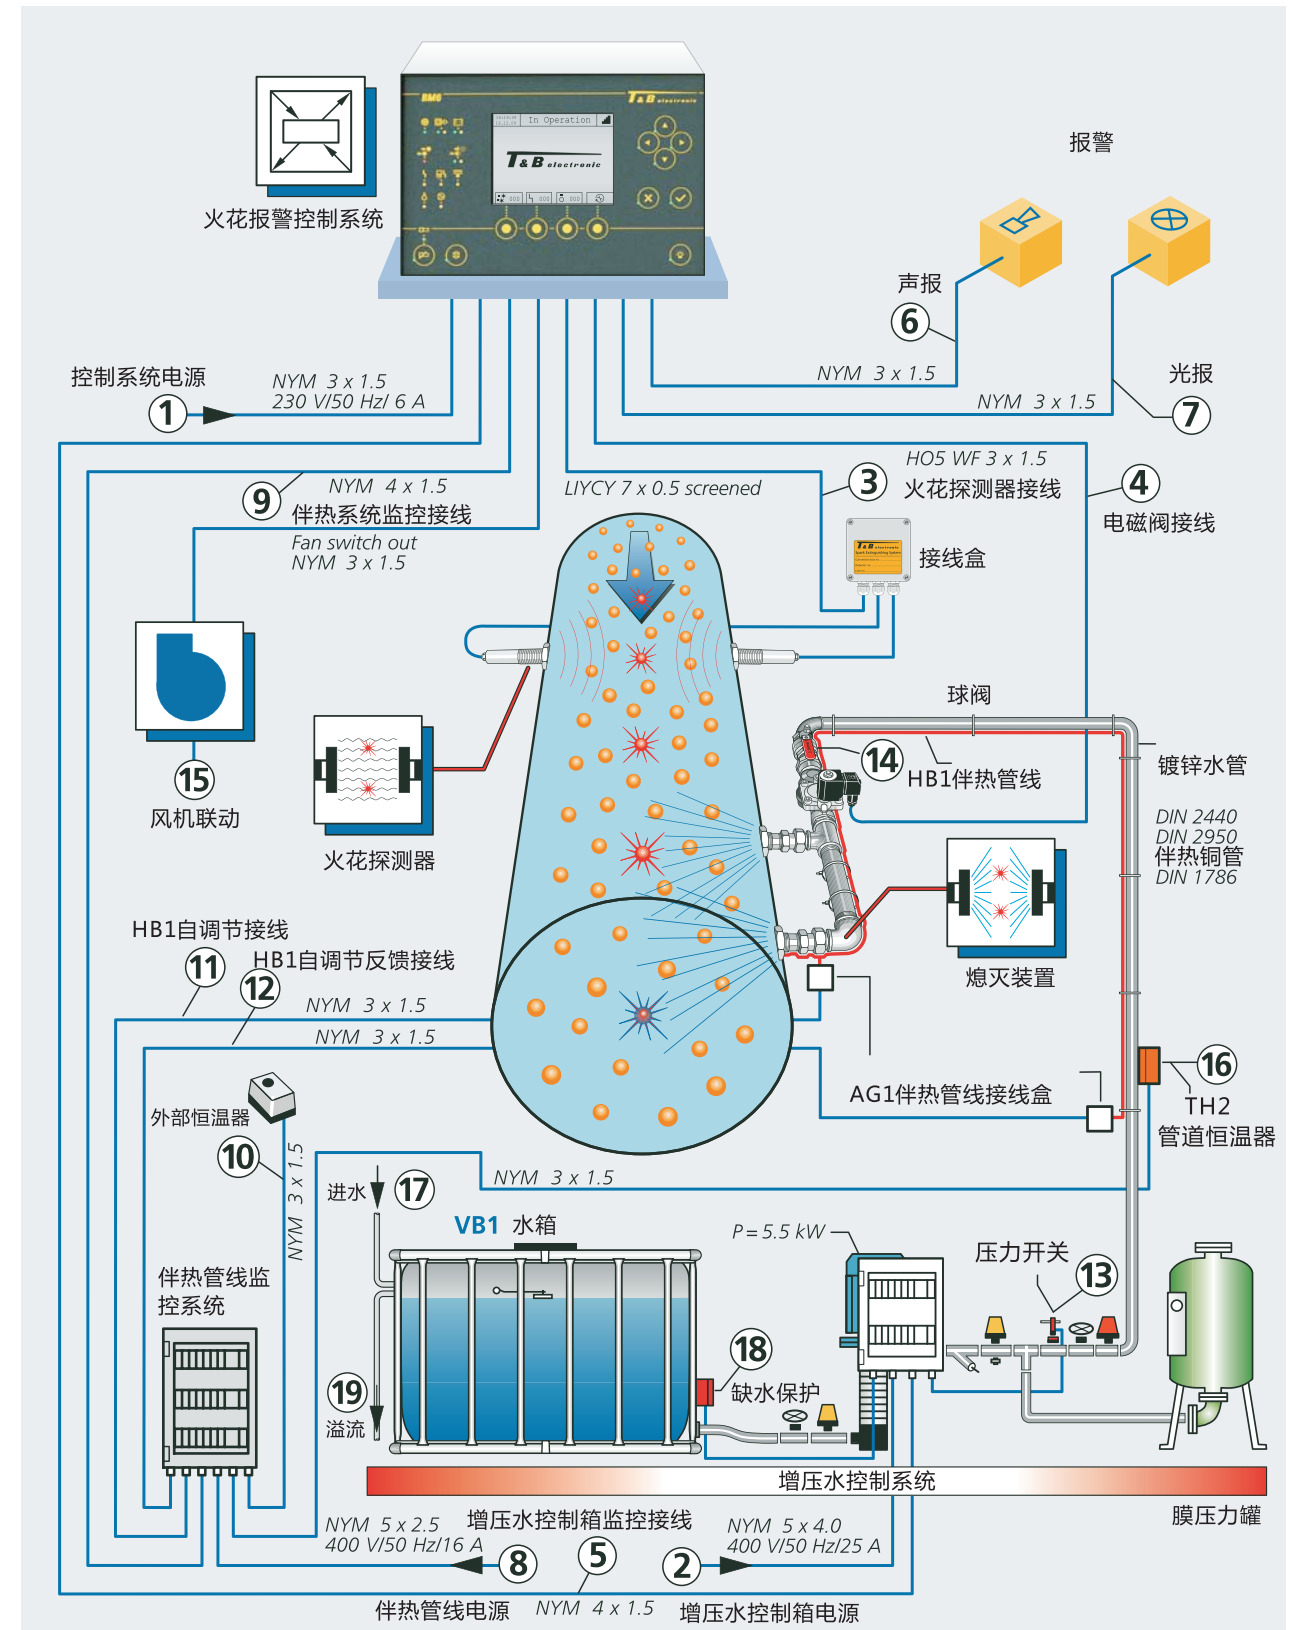 BM6
T&B electronic
In Operation
T&B electronic
000
000
000
火花报警控制系统
报警
声报
6
控制系统电源
NYM 3 x 1.5
230 V/50 Hz/ 6 A
1
NYM 3 x 1.5
光报
NYM 3 x 1.5
7
9
NYM 4 x 1.5
伴热系统监控接线
Fan switch out
NYM 3 x 1.5
LIYCY 7 x 0.5 screened
3
HO5 WF 3 x 1.5
火花探测器接线
4
电磁阀接线
T&B electronic
Spark Extinguishing System
接线盒
15
风机联动
火花探测器
球阀
14
HB1伴热管线
镀锌水管
DIN 2440
DIN 2950
伴热铜管
DIN 1786
熄灭装置
HB1自调节接线
11
HB1自调节反馈接线
12
NYM 3 x 1.5
NYM 3 x 1.5
外部恒温器
10
NYM 3 x 1.5
AG1伴热管线接线盒
16
TH2
管道恒温器
NYM 3 x 1.5
进水
17
VB1 水箱
P = 5.5 kW
压力开关
13
伴热管线监
控系统
18
缺水保护
19
溢流
增压水控制系统
膜压力罐
NYM 5 x 2.5
400 V/50 Hz/16 A
8
增压水控制箱监控接线
5
2
NYM 5 x 4.0
400 V/50 Hz/25 A
伴热管线电源
NYM 4 x 1.5
增压水控制箱电源